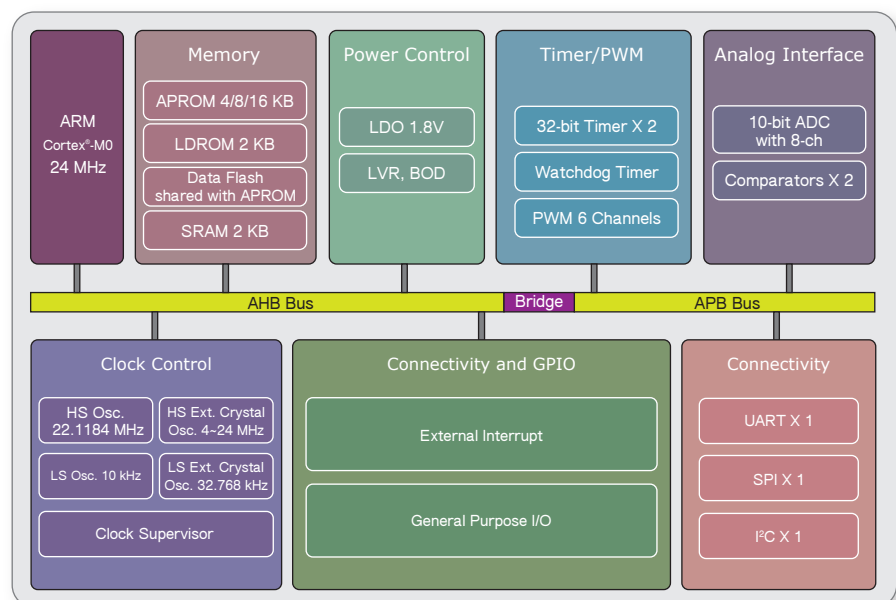 ARM
Cortex®-M0
24 MHz
Memory
APROM 4/8/16 KB
LDROM 2 KB
Data Flash
shared with APROM
SRAM 2 KB
Power Control
LDO 1.8V
LVR, BOD
Timer/PWM
32-bit Timer X 2
Watchdog Timer
PWM 6 Channels
Analog Interface
10-bit ADC
with 8-ch
Comparators X 2
AHB Bus
Bridge
APB Bus
Clock Control
HS Osc.
22.1184 MHz
HS Ext. Crystal
Osc. 4~24 MHz
LS Osc. 10 kHz
LS Ext. Crystal
Osc. 32.768 kHz
Clock Supervisor
Connectivity and GPIO
External Interrupt
General Purpose I/O
Connectivity
UART X 1
SPI X 1
I²C X 1